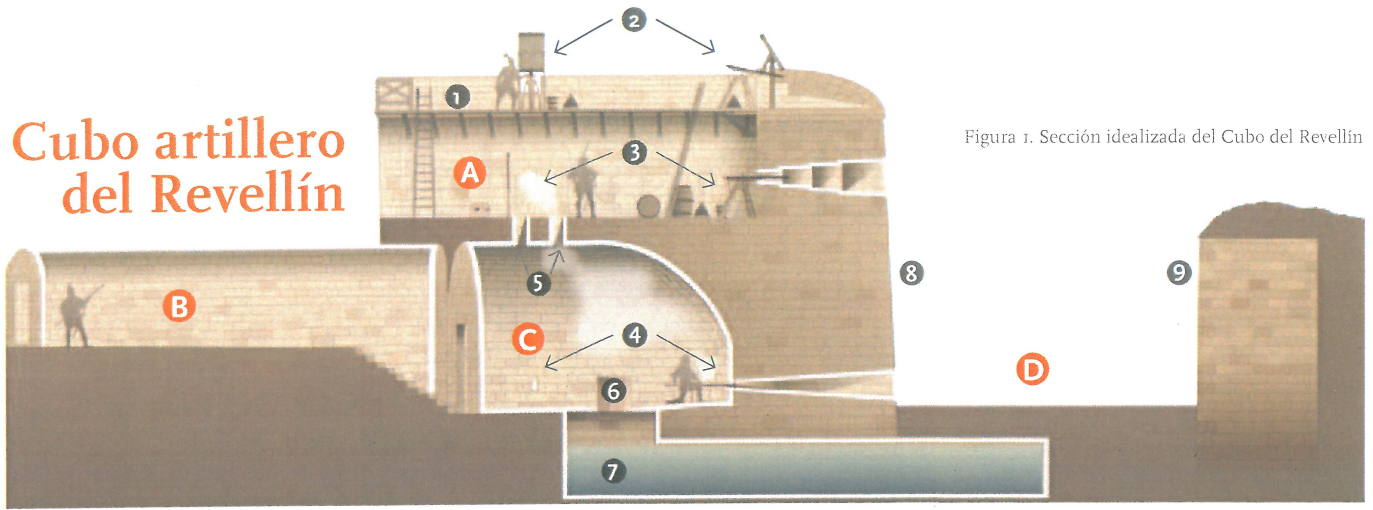 Cubo artillero
del Revellín
Figura 1. Sección idealizada del Cubo del Revellín
2
1
3
A
5
8
9
B
C
4
D
6
7